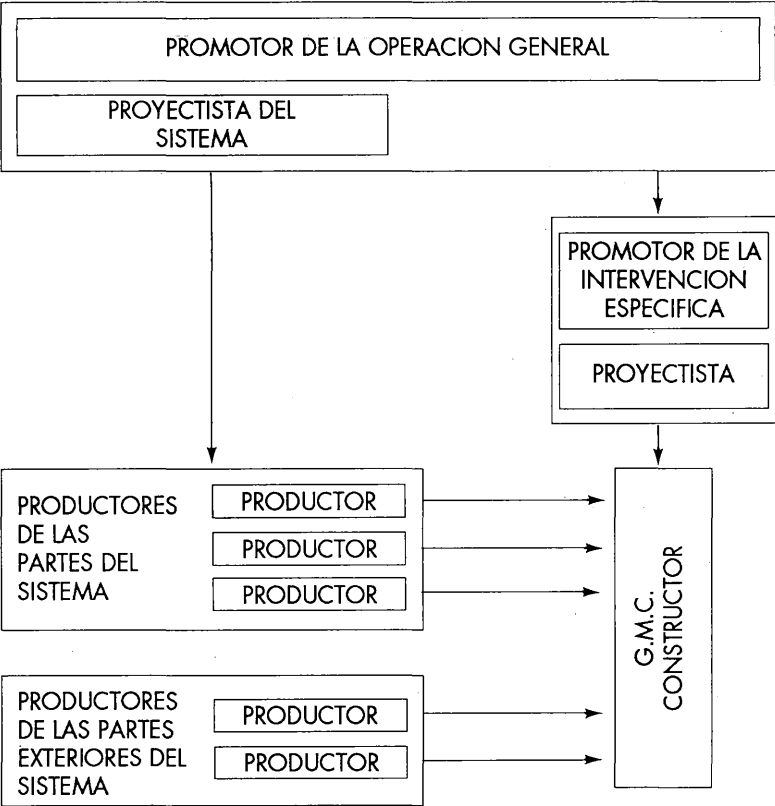 PROMOTOR DE LA OPERACION GENERAL
PROYECTISTA DEL
SISTEMA
PROMOTOR DE LA
INTERVENCION
ESPECIFICA
PROYECTISTA
PRODUCTORES
DE LAS
PARTES DEL
SISTEMA
PRODUCTOR
PRODUCTOR
PRODUCTOR
G.M.C.
CONSTRUCTOR
PRODUCTORES
DE LAS PARTES
EXTERIORES DEL
SISTEMA
PRODUCTOR
PRODUCTOR